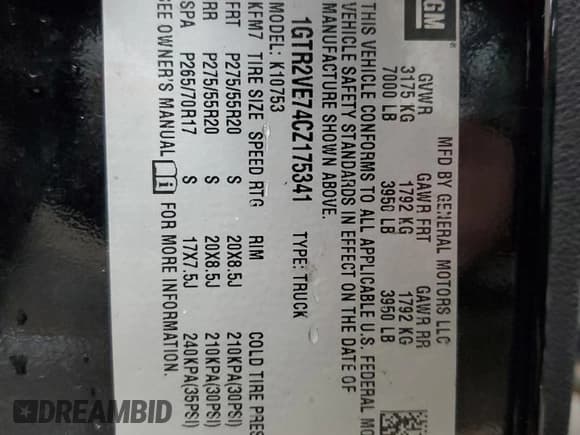 GM
MFD BY GENERAL MOTORS LLC
GVWR GAWR FRT GAWR RR
3175 KG 1792 KG 1792 KG
7000 LB 3950 LB 3950 LB
THIS VEHICLE CONFORMS TO ALL APPLICABLE U.S. FEDERAL MO
VEHICLE SAFETY STANDARDS IN EFFECT ON THE DATE OF
MANUFACTURE SHOWN ABOVE.
1GTR2VE74CZ175341 TYPE: TRUCK
MODEL: K10753
KFM7 TIRE SIZE SPEED RTG RIM COLD TIRE PRES
FRT P275/55R20 S 20X8.5J 210KPA(30PSI)
RR P275/55R20 S 20X8.5J 210KPA(30PSI)
SPA P265/70R17 S 17X7.5J 240KPA(35PSI)
SEE OWNER'S MANUAL FOR MORE INFORMATION.
DREAMBID